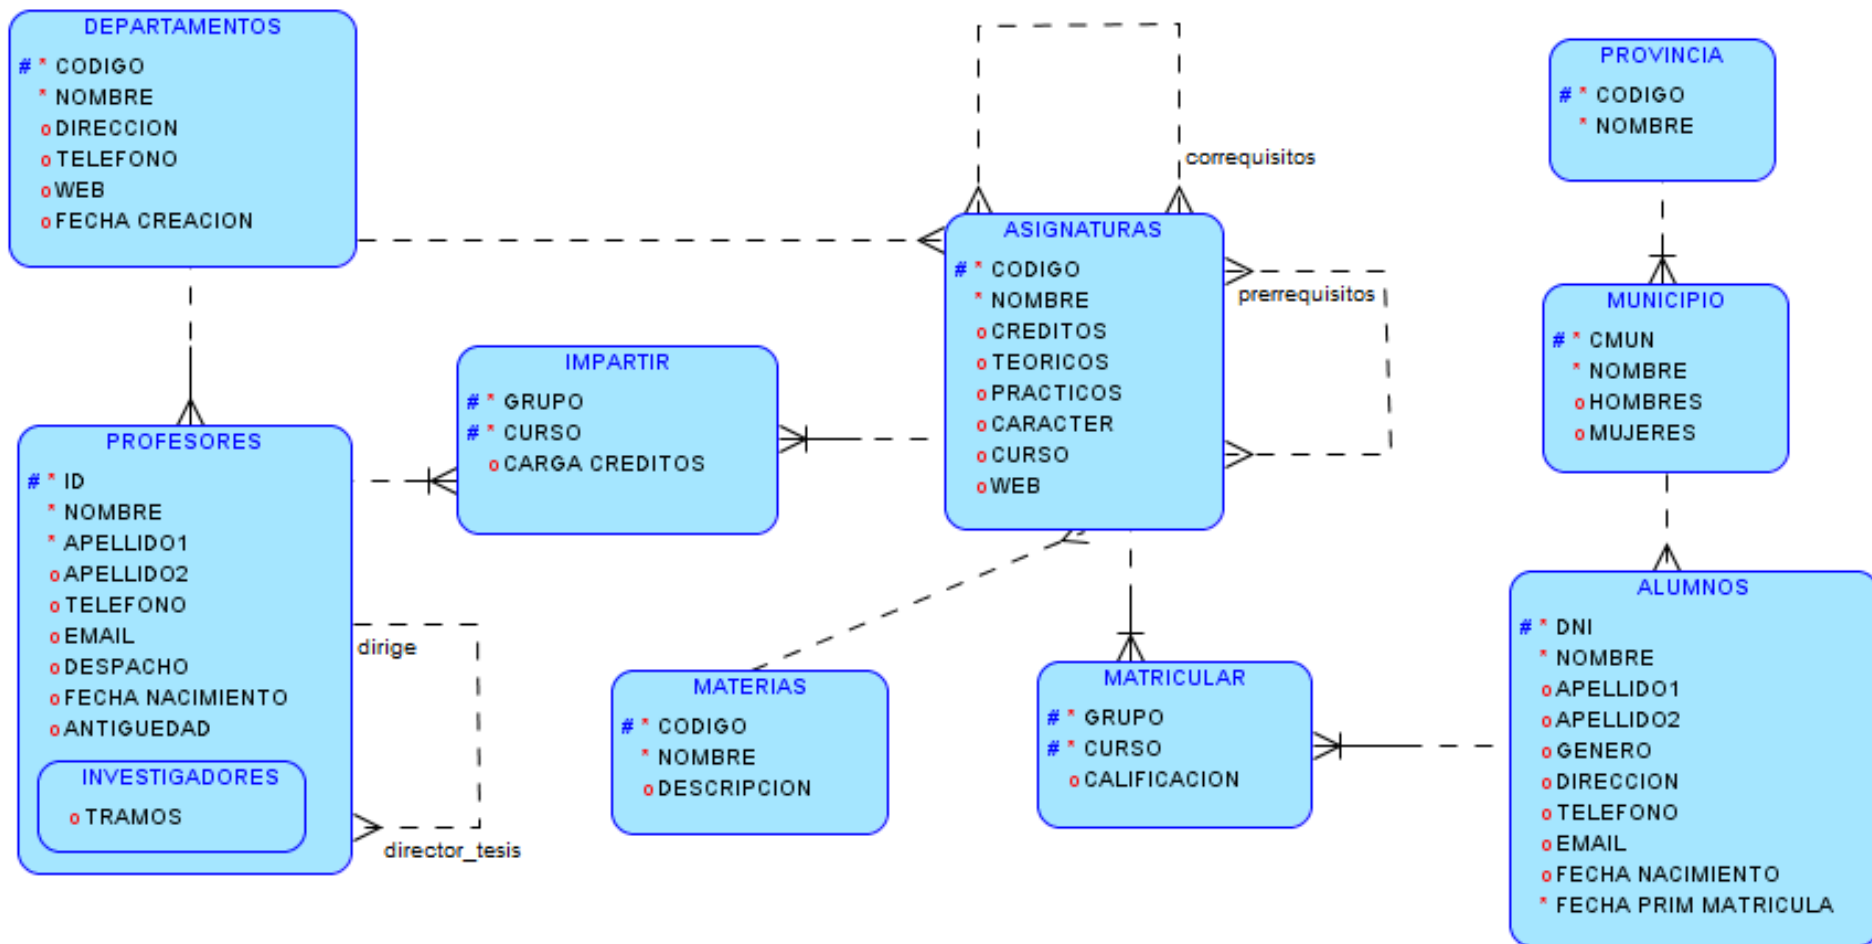 DEPARTAMENTOS
# * CODIGO
* NOMBRE
o DIRECCION
o TELEFONO
o WEB
o FECHA CREACION
PROFESORES
# * ID
* NOMBRE
* APELLIDO1
o APELLIDO2
o TELEFONO
o EMAIL
o DESPACHO
o FECHA NACIMIENTO
o ANTIGUEDAD
INVESTIGADORES
o TRAMOS
dirige
director_tesis
IMPARTIR
# * GRUPO
# * CURSO
o CARGA CREDITOS
correquisitos
ASIGNATURAS
# * CODIGO
* NOMBRE
o CREDITOS
o TEORICOS
o PRACTICOS
o CARACTER
o CURSO
o WEB
prerrequisitos
MATERIAS
# * CODIGO
* NOMBRE
o DESCRIPCION
MATRICULAR
# * GRUPO
# * CURSO
o CALIFICACION
PROVINCIA
# * CODIGO
* NOMBRE
MUNICIPIO
# * CMUN
* NOMBRE
o HOMBRES
o MUJERES
ALUMNOS
# * DNI
* NOMBRE
o APELLIDO1
o APELLIDO2
o GENERO
o DIRECCION
o TELEFONO
o EMAIL
o FECHA NACIMIENTO
* FECHA PRIM MATRICULA